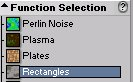 Function Selection
Perlin Noise
Plasma
Plates
Rectangles